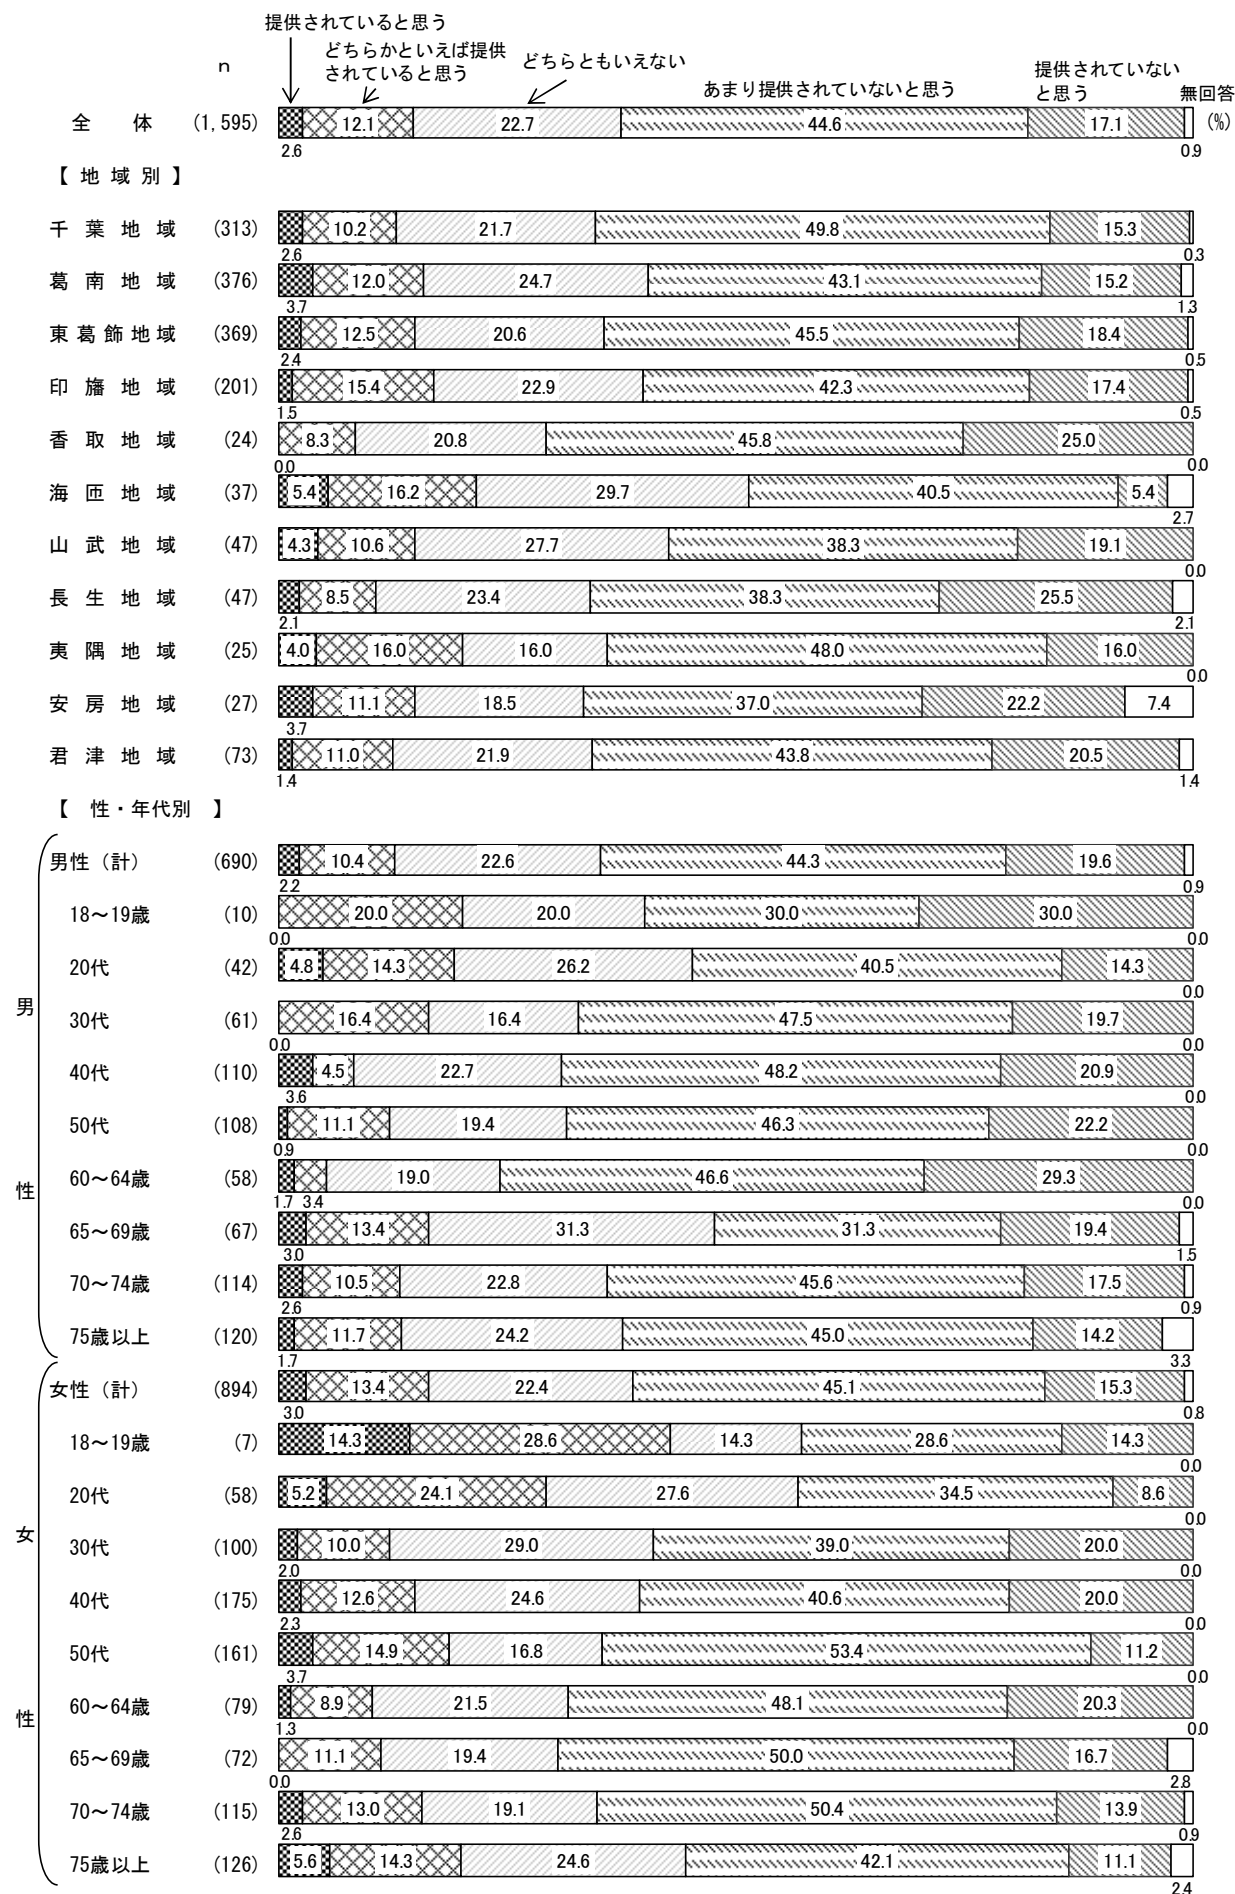 提供されていると思う
どちらかといえば提供
されていると思う
どちらともいえない
あまり提供されていないと思う
提供されていない
と思う
無回答
n
全 体 (1,595) 12.1 22.7 44.6 17.1 (%)
2.6 0.9
【 地 域 別 】
千 葉 地 域 (313) 10.2 21.7 49.8 15.3
2.6 0.3
葛 南 地 域 (376) 12.0 24.7 43.1 15.2
3.7 1.3
東 葛 飾 地 域 (369) 12.5 20.6 45.5 18.4
2.4 0.5
印 旛 地 域 (201) 15.4 22.9 42.3 17.4
1.5 0.5
香 取 地 域 (24) 8.3 20.8 45.8 25.0
0.0 0.0
海 匝 地 域 (37) 5.4 16.2 29.7 40.5 5.4
2.7
山 武 地 域 (47) 4.3 10.6 27.7 38.3 19.1
0.0
長 生 地 域 (47) 8.5 23.4 38.3 25.5
2.1 2.1
夷 隅 地 域 (25) 4.0 16.0 16.0 48.0 16.0
0.0
安 房 地 域 (27) 11.1 18.5 37.0 22.2 7.4
3.7
君 津 地 域 (73) 11.0 21.9 43.8 20.5
1.4 1.4
【 性・年代別 】
男性（計） (690) 10.4 22.6 44.3 19.6
2.2 0.9
18～19歳 (10) 20.0 20.0 30.0 30.0
0.0 0.0
20代 (42) 4.8 14.3 26.2 40.5 14.3
0.0
男
30代 (61) 16.4 16.4 47.5 19.7
0.0 0.0
40代 (110) 4.5 22.7 48.2 20.9
3.6 0.0
50代 (108) 11.1 19.4 46.3 22.2
0.9 0.0
60～64歳 (58) 19.0 46.6 29.3
性
1.7 3.4 0.0
65～69歳 (67) 13.4 31.3 31.3 19.4
3.0 1.5
70～74歳 (114) 10.5 22.8 45.6 17.5
2.6 0.9
75歳以上 (120) 11.7 24.2 45.0 14.2
1.7 3.3
女性（計） (894) 13.4 22.4 45.1 15.3
3.0 0.8
18～19歳 (7) 14.3 28.6 14.3 28.6 14.3
0.0
20代 (58) 5.2 24.1 27.6 34.5 8.6
0.0
女
30代 (100) 10.0 29.0 39.0 20.0
2.0 0.0
40代 (175) 12.6 24.6 40.6 20.0
2.3 0.0
50代 (161) 14.9 16.8 53.4 11.2
3.7 0.0
60～64歳 (79) 8.9 21.5 48.1 20.3
性
1.3 0.0
65～69歳 (72) 11.1 19.4 50.0 16.7
0.0 2.8
70～74歳 (115) 13.0 19.1 50.4 13.9
2.6 0.9
75歳以上 (126) 5.6 14.3 24.6 42.1 11.1
2.4